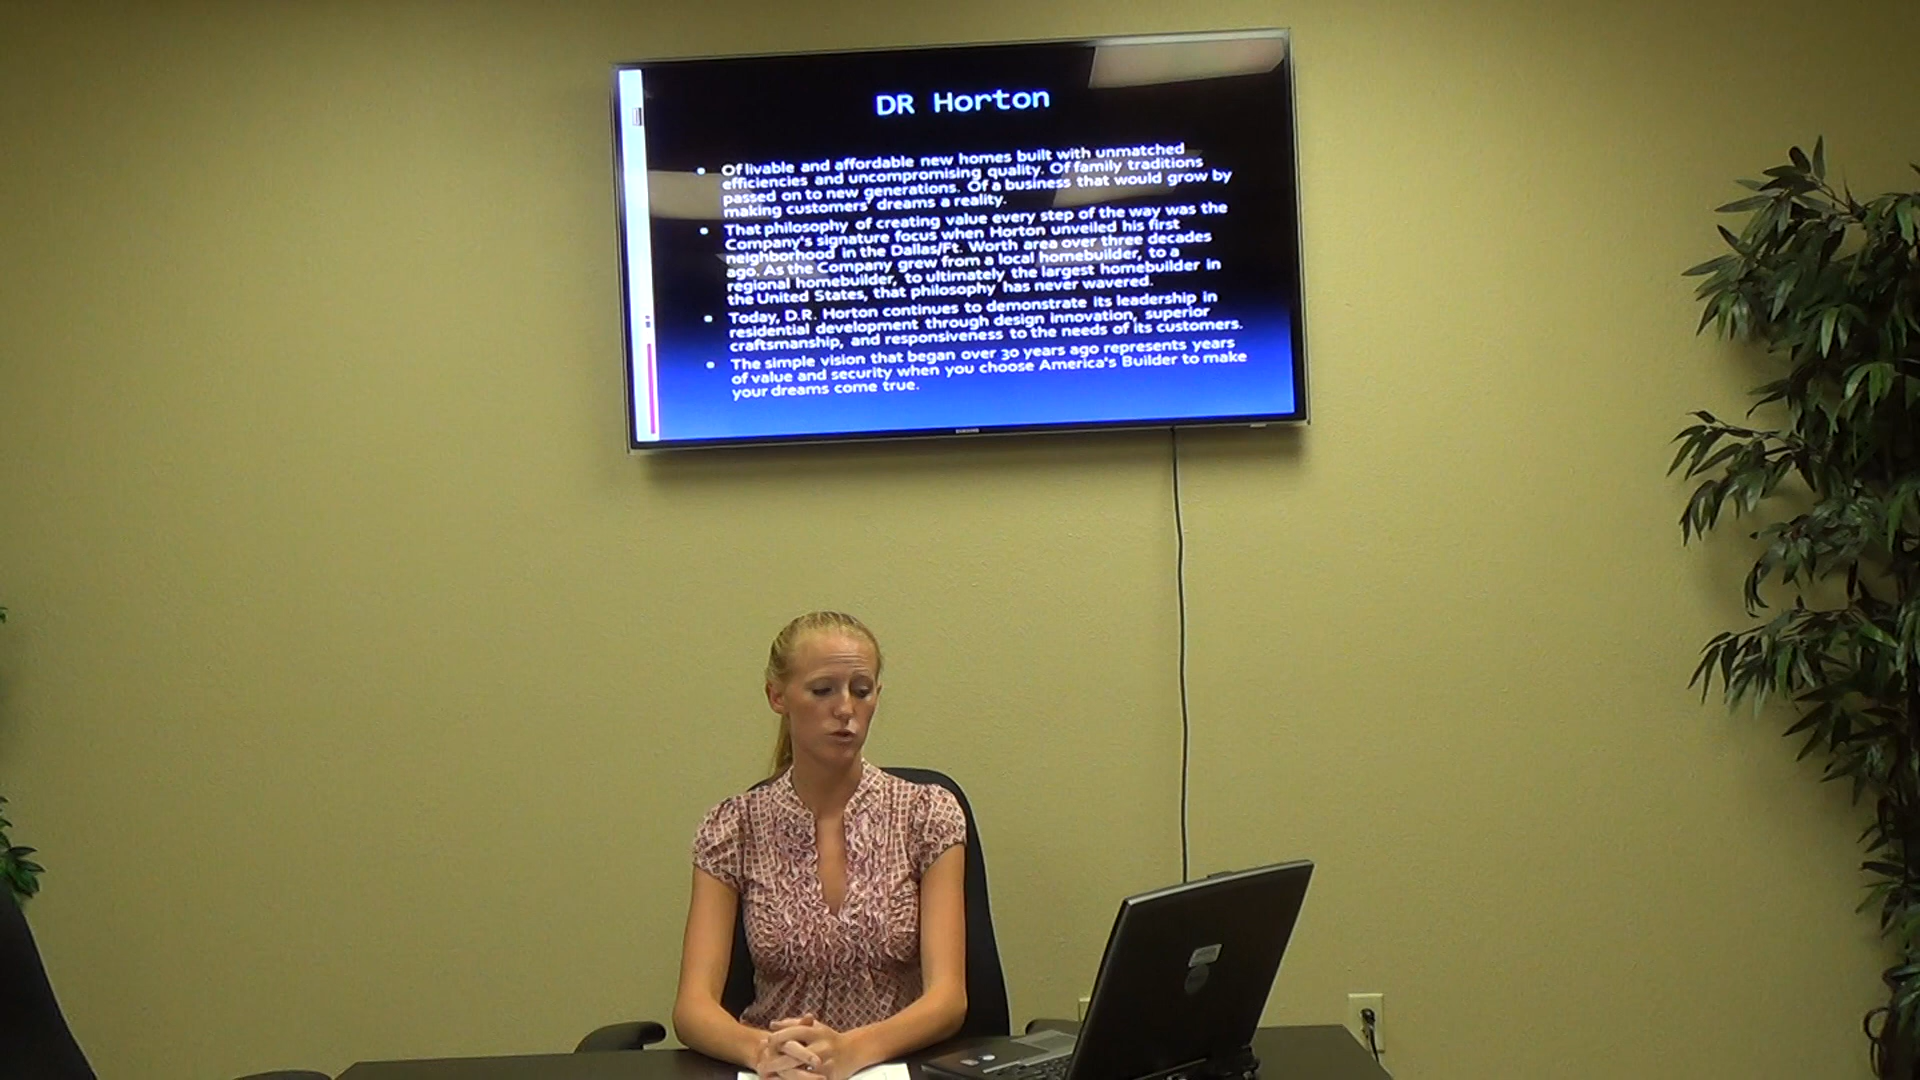 DR Horton
• Of livable and affordable new homes built with unmatched
efficiencies and uncompromising quality. Of family traditions
passed on to new generations. Of a business that would grow by
making customers' dreams a reality.
• That philosophy of creating value every step of the way was the
Company's signature focus when Horton unveiled his first
neighborhood in the Dallas/Ft. Worth area over three decades
ago. As the Company grew from a local homebuilder, to a
regional homebuilder, to ultimately the largest homebuilder in
the United States, that philosophy has never wavered.
• Today, D.R. Horton continues to demonstrate its leadership in
residential development through design innovation, superior
craftsmanship, and responsiveness to the needs of its customers.
• The simple vision that began over 30 years ago represents years
of value and security when you choose America's Builder to make
your dreams come true.
SAMSUNG